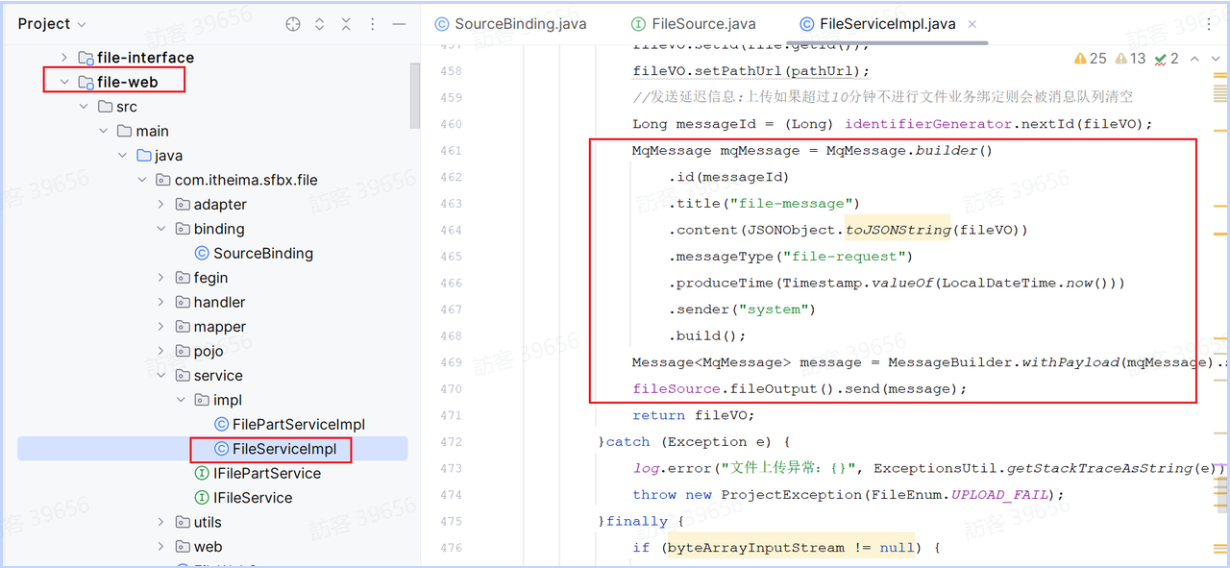 Project
file-interface
file-web
src
main
java
com.itheima.sfbx.file
adapter
binding
SourceBinding
fegin
handler
mapper
pojo
service
impl
FilePartServiceImpl
FileServiceImpl
IFilePartService
IFileService
utils
web
SourceBinding.java
FileSource.java
FileServiceImpl.java
25 13 2
457 fileVO.setId(file.getId());
458 fileVO.setPathUrl(pathUrl);
459 //发送延迟信息:上传如果超过10分钟不进行文件业务绑定则会被消息队列清空
460 Long messageId = (Long) identifierGenerator.nextId(fileVO);
461 MqMessage mqMessage = MqMessage.builder()
462 .id(messageId)
463 .title("file-message")
464 .content(JSONObject.toJSONString(fileVO))
465 .messageType("file-request")
466 .produceTime(Timestamp.valueOf(LocalDateTime.now()))
467 .sender("system")
468 .build();
469 Message<MqMessage> message = MessageBuilder.withPayload(mqMessage).
470 fileSource.fileOutput().send(message);
471 return fileVO;
472 }catch (Exception e) {
473 log.error("文件上传异常: {}", ExceptionsUtil.getStackTraceAsString(e))
474 throw new ProjectException(FileEnum.UPLOAD_FAIL);
475 }finally {
476 if (byteArrayInputStream != null) {
訪客 39656